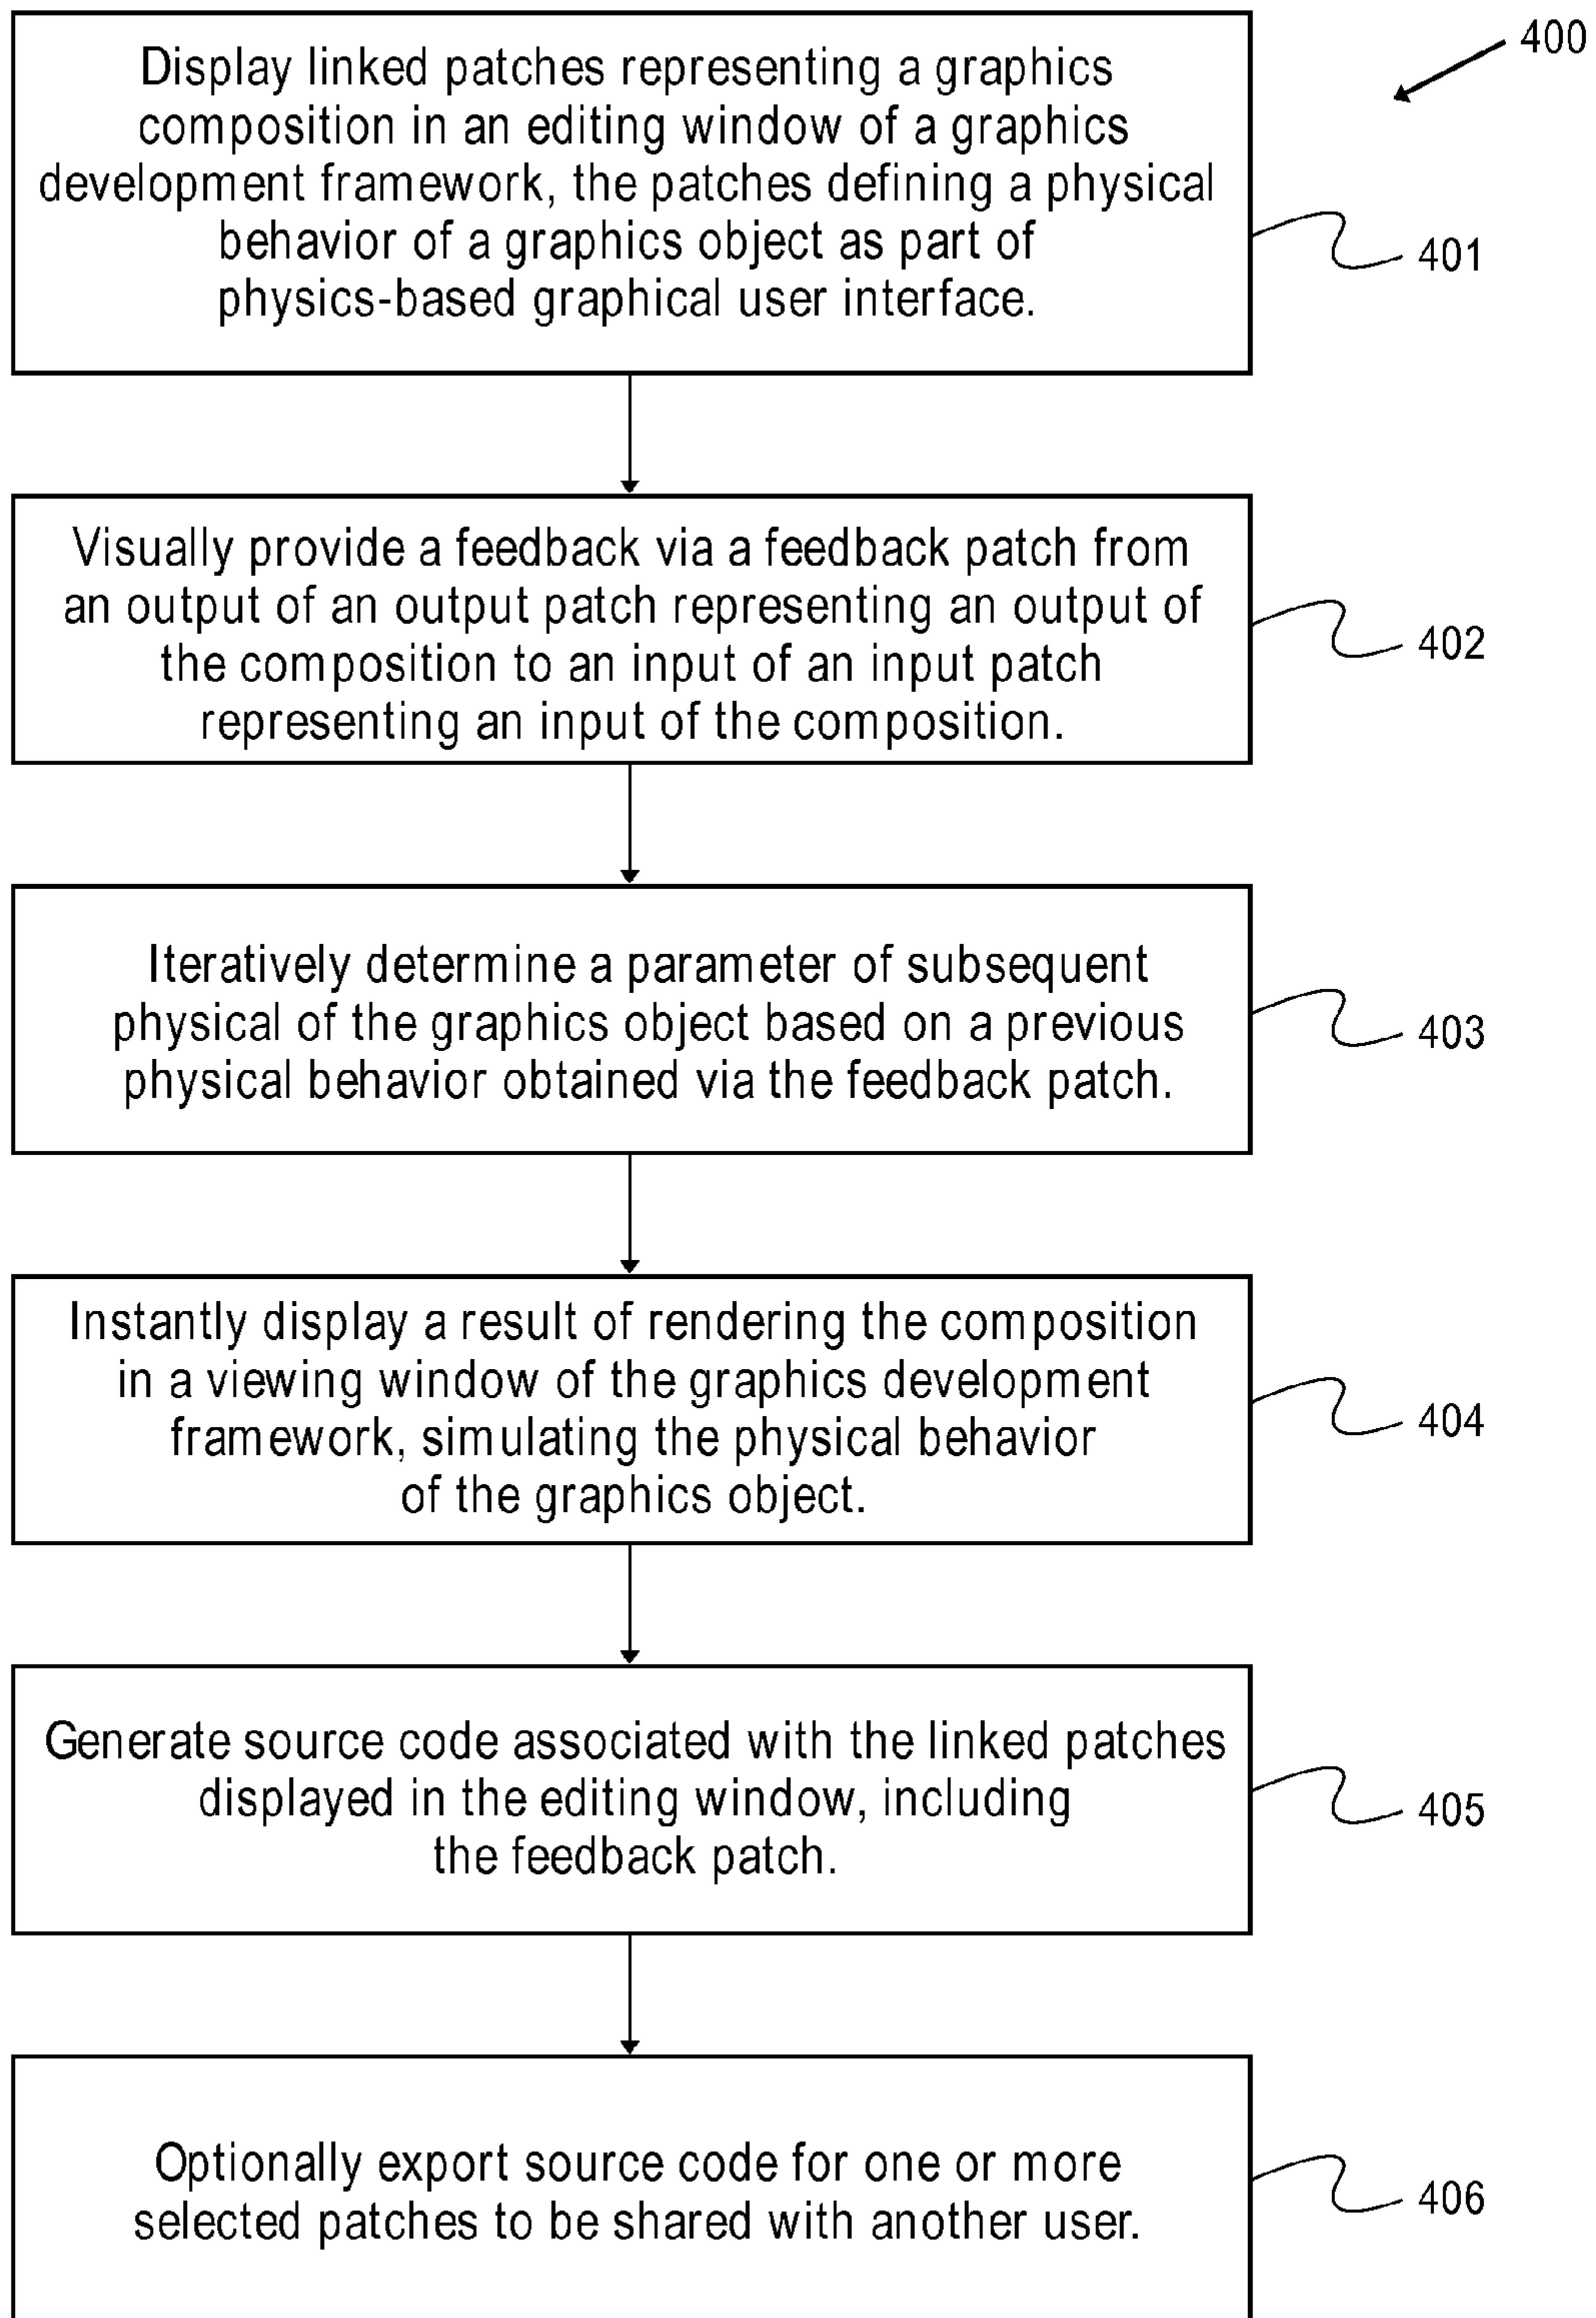 400
Display linked patches representing a graphics
composition in an editing window of a graphics
development framework, the patches defining a physical
behavior of a graphics object as part of
physics-based graphical user interface.
401
Visually provide a feedback via a feedback patch from
an output of an output patch representing an output of
the composition to an input of an input patch
representing an input of the composition.
402
Iteratively determine a parameter of subsequent
physical of the graphics object based on a previous
physical behavior obtained via the feedback patch.
403
Instantly display a result of rendering the composition
in a viewing window of the graphics development
framework, simulating the physical behavior
of the graphics object.
404
Generate source code associated with the linked patches
displayed in the editing window, including
the feedback patch.
405
Optionally export source code for one or more
selected patches to be shared with another user.
406